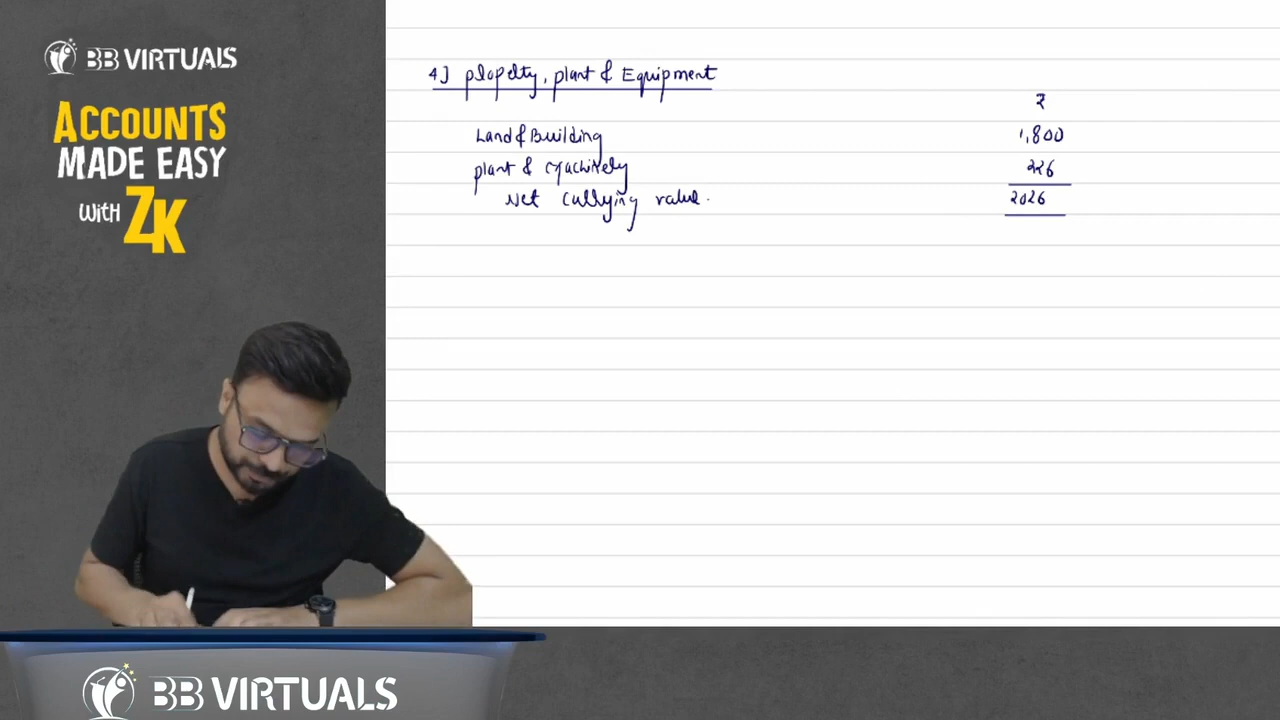 BB VIRTUALS
ACCOUNTS
MADE EASY
WITH ZK
4] Property, plant & Equipment
₹
Land & Building 1,800
plant & Machinery 226
Net Carrying value. 2026
BB VIRTUALS